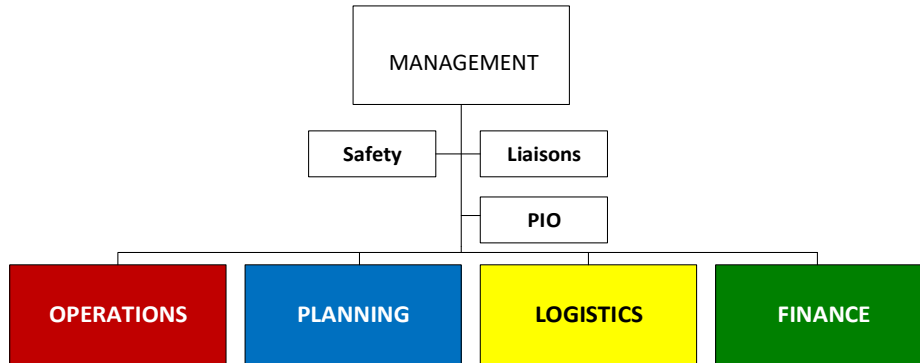 MANAGEMENT
Safety
Liaisons
PIO
OPERATIONS
PLANNING
LOGISTICS
FINANCE